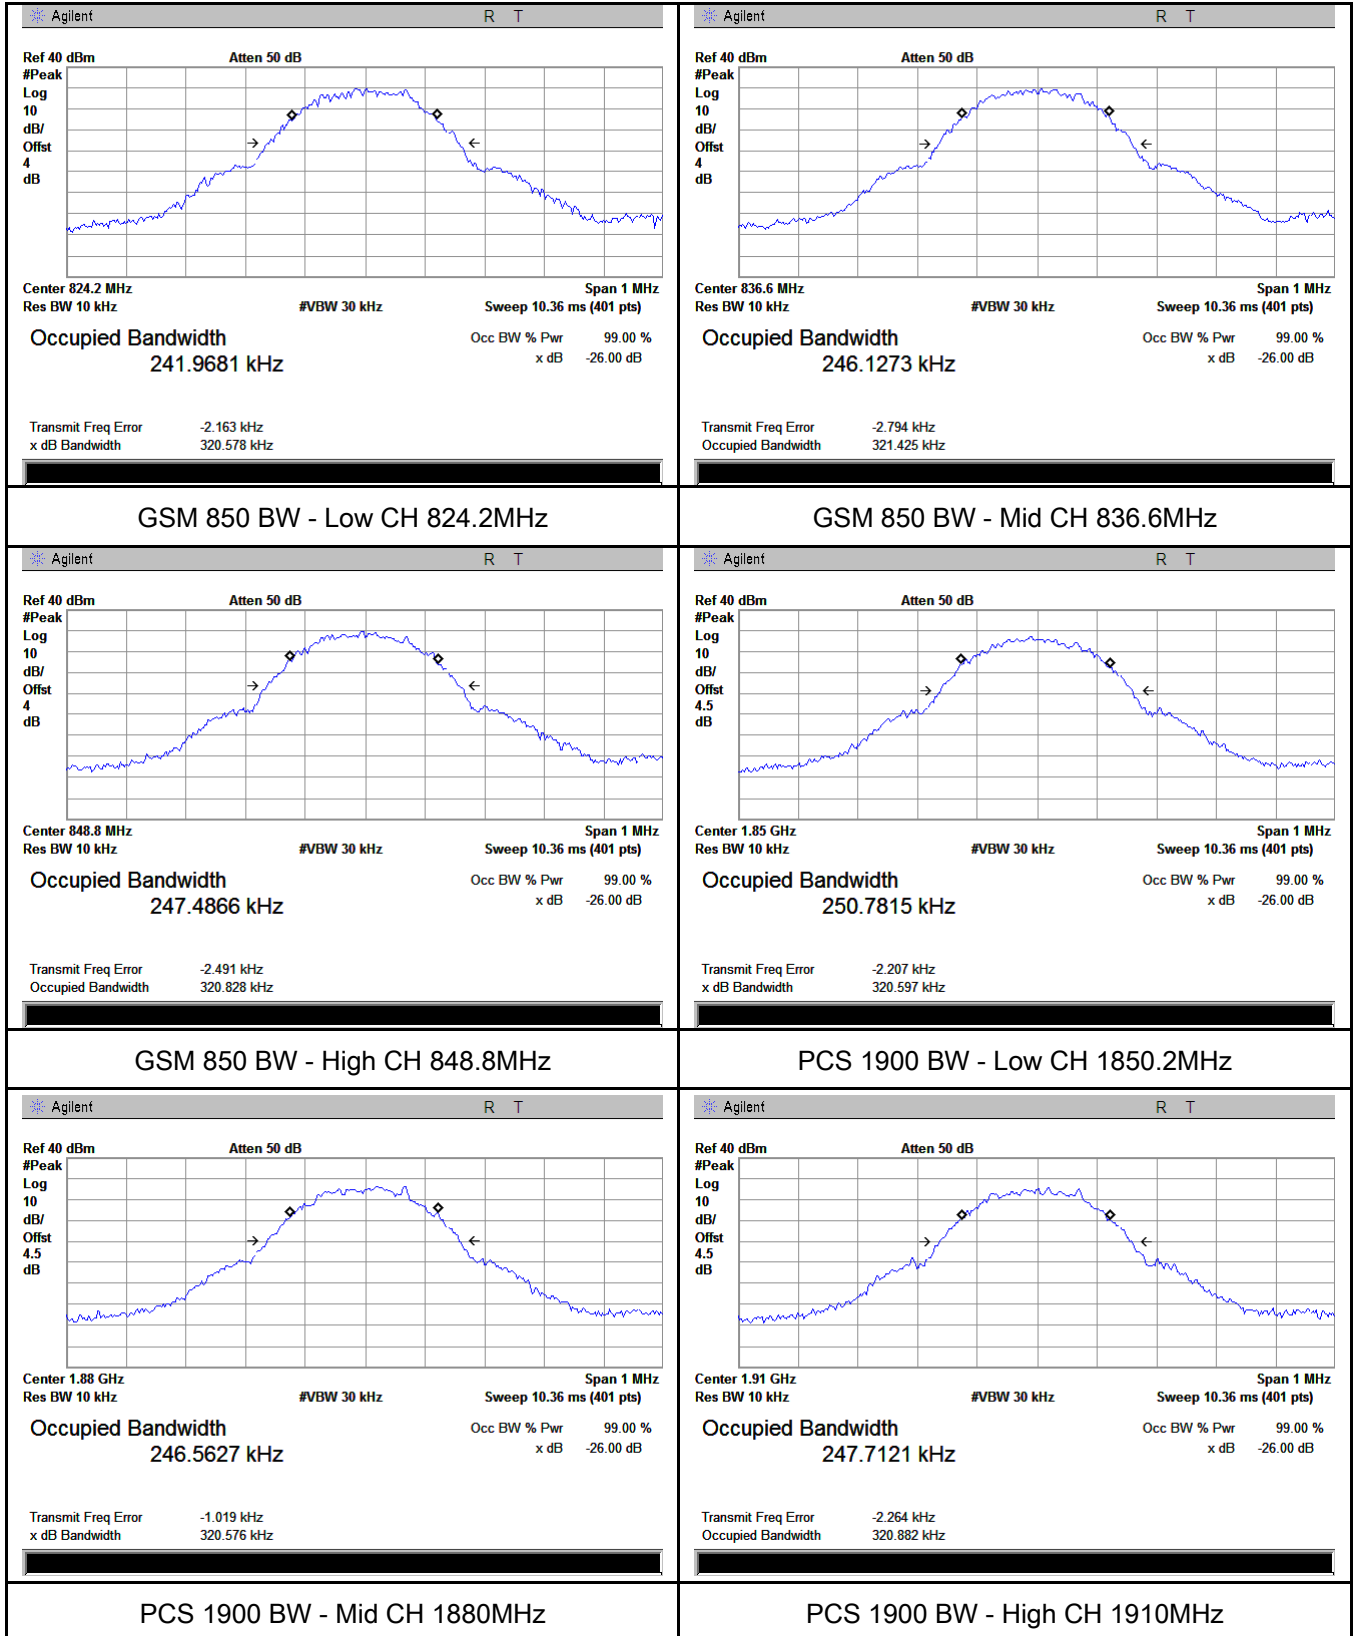 Agilent R T
Ref 40 dBm Atten 50 dB
#Peak
Log
10
dB/
Offst
4
dB
Center 824.2 MHz Span 1 MHz
Res BW 10 kHz #VBW 30 kHz Sweep 10.36 ms (401 pts)
Occupied Bandwidth Occ BW % Pwr 99.00 %
241.9681 kHz x dB -26.00 dB
Transmit Freq Error -2.163 kHz
x dB Bandwidth 320.578 kHz
GSM 850 BW - Low CH 824.2MHz
Agilent R T
Ref 40 dBm Atten 50 dB
#Peak
Log
10
dB/
Offst
4
dB
Center 836.6 MHz Span 1 MHz
Res BW 10 kHz #VBW 30 kHz Sweep 10.36 ms (401 pts)
Occupied Bandwidth Occ BW % Pwr 99.00 %
246.1273 kHz x dB -26.00 dB
Transmit Freq Error -2.794 kHz
Occupied Bandwidth 321.425 kHz
GSM 850 BW - Mid CH 836.6MHz
Agilent R T
Ref 40 dBm Atten 50 dB
#Peak
Log
10
dB/
Offst
4
dB
Center 848.8 MHz Span 1 MHz
Res BW 10 kHz #VBW 30 kHz Sweep 10.36 ms (401 pts)
Occupied Bandwidth Occ BW % Pwr 99.00 %
247.4866 kHz x dB -26.00 dB
Transmit Freq Error -2.491 kHz
Occupied Bandwidth 320.828 kHz
GSM 850 BW - High CH 848.8MHz
Agilent R T
Ref 40 dBm Atten 50 dB
#Peak
Log
10
dB/
Offst
4.5
dB
Center 1.85 GHz Span 1 MHz
Res BW 10 kHz #VBW 30 kHz Sweep 10.36 ms (401 pts)
Occupied Bandwidth Occ BW % Pwr 99.00 %
250.7815 kHz x dB -26.00 dB
Transmit Freq Error -2.207 kHz
x dB Bandwidth 320.597 kHz
PCS 1900 BW - Low CH 1850.2MHz
Agilent R T
Ref 40 dBm Atten 50 dB
#Peak
Log
10
dB/
Offst
4.5
dB
Center 1.88 GHz Span 1 MHz
Res BW 10 kHz #VBW 30 kHz Sweep 10.36 ms (401 pts)
Occupied Bandwidth Occ BW % Pwr 99.00 %
246.5627 kHz x dB -26.00 dB
Transmit Freq Error -1.019 kHz
x dB Bandwidth 320.576 kHz
PCS 1900 BW - Mid CH 1880MHz
Agilent R T
Ref 40 dBm Atten 50 dB
#Peak
Log
10
dB/
Offst
4.5
dB
Center 1.91 GHz Span 1 MHz
Res BW 10 kHz #VBW 30 kHz Sweep 10.36 ms (401 pts)
Occupied Bandwidth Occ BW % Pwr 99.00 %
247.7121 kHz x dB -26.00 dB
Transmit Freq Error -2.264 kHz
Occupied Bandwidth 320.882 kHz
PCS 1900 BW - High CH 1910MHz